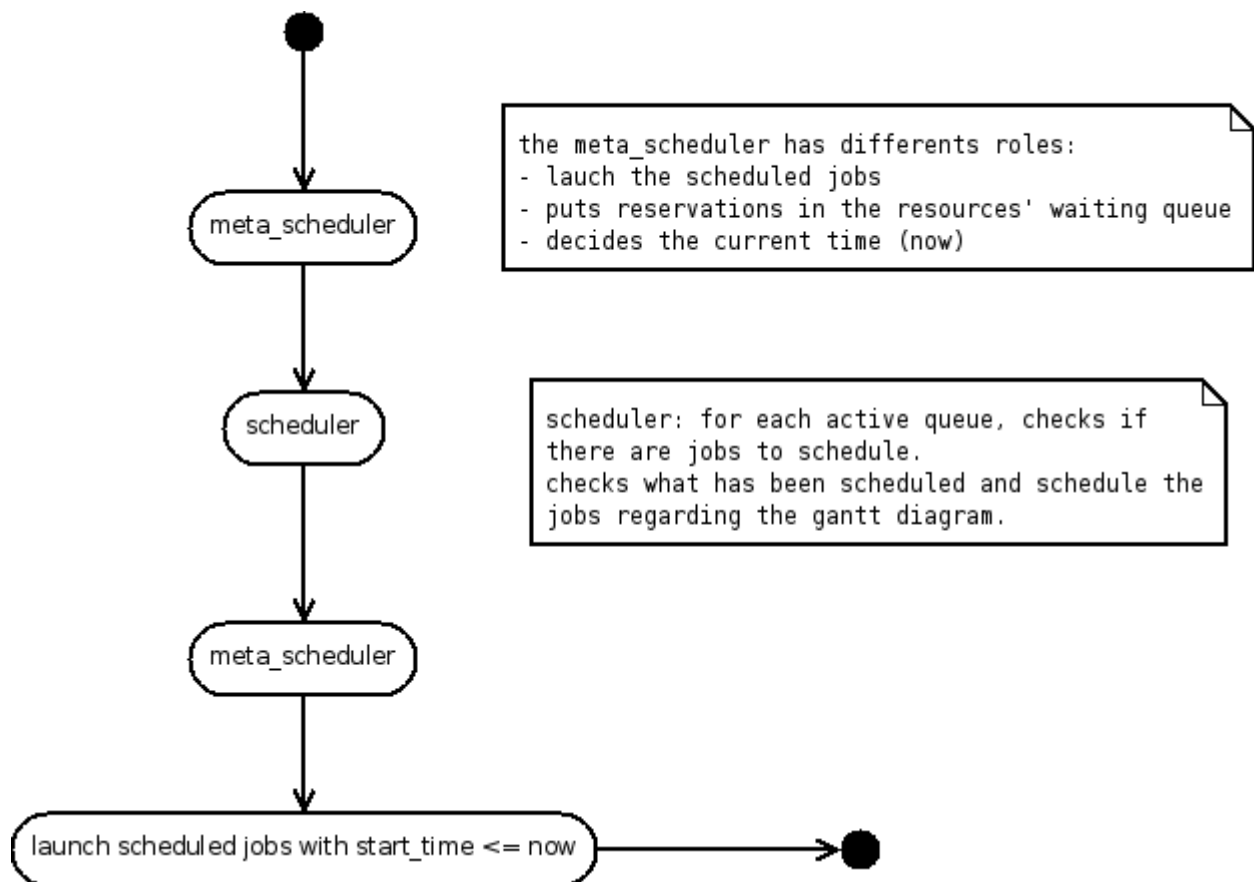 the meta_scheduler has differents roles:
- lauch the scheduled jobs
- puts reservations in the resources' waiting queue
- decides the current time (now)
meta_scheduler
scheduler: for each active queue, checks if
there are jobs to schedule.
checks what has been scheduled and schedule the
jobs regarding the gantt diagram.
scheduler
meta_scheduler
launch scheduled jobs with start_time <= now